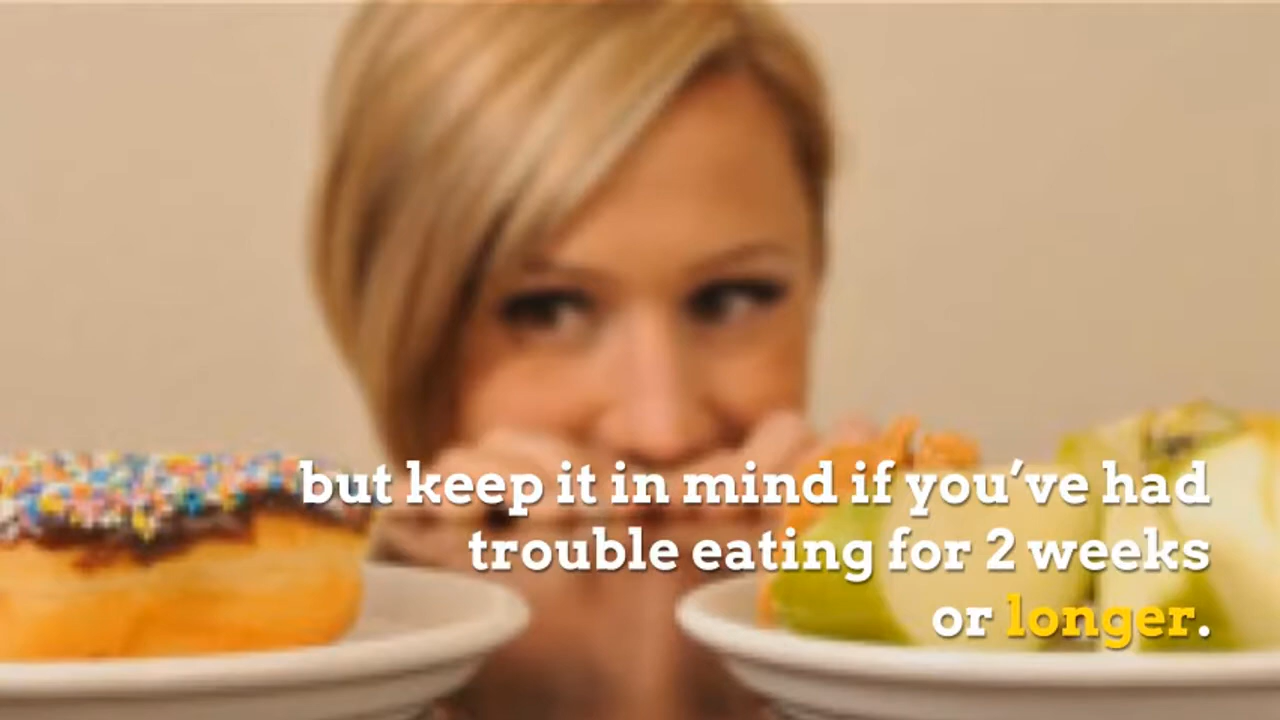 but keep it in mind if you’ve had
trouble eating for 2 weeks
or longer.